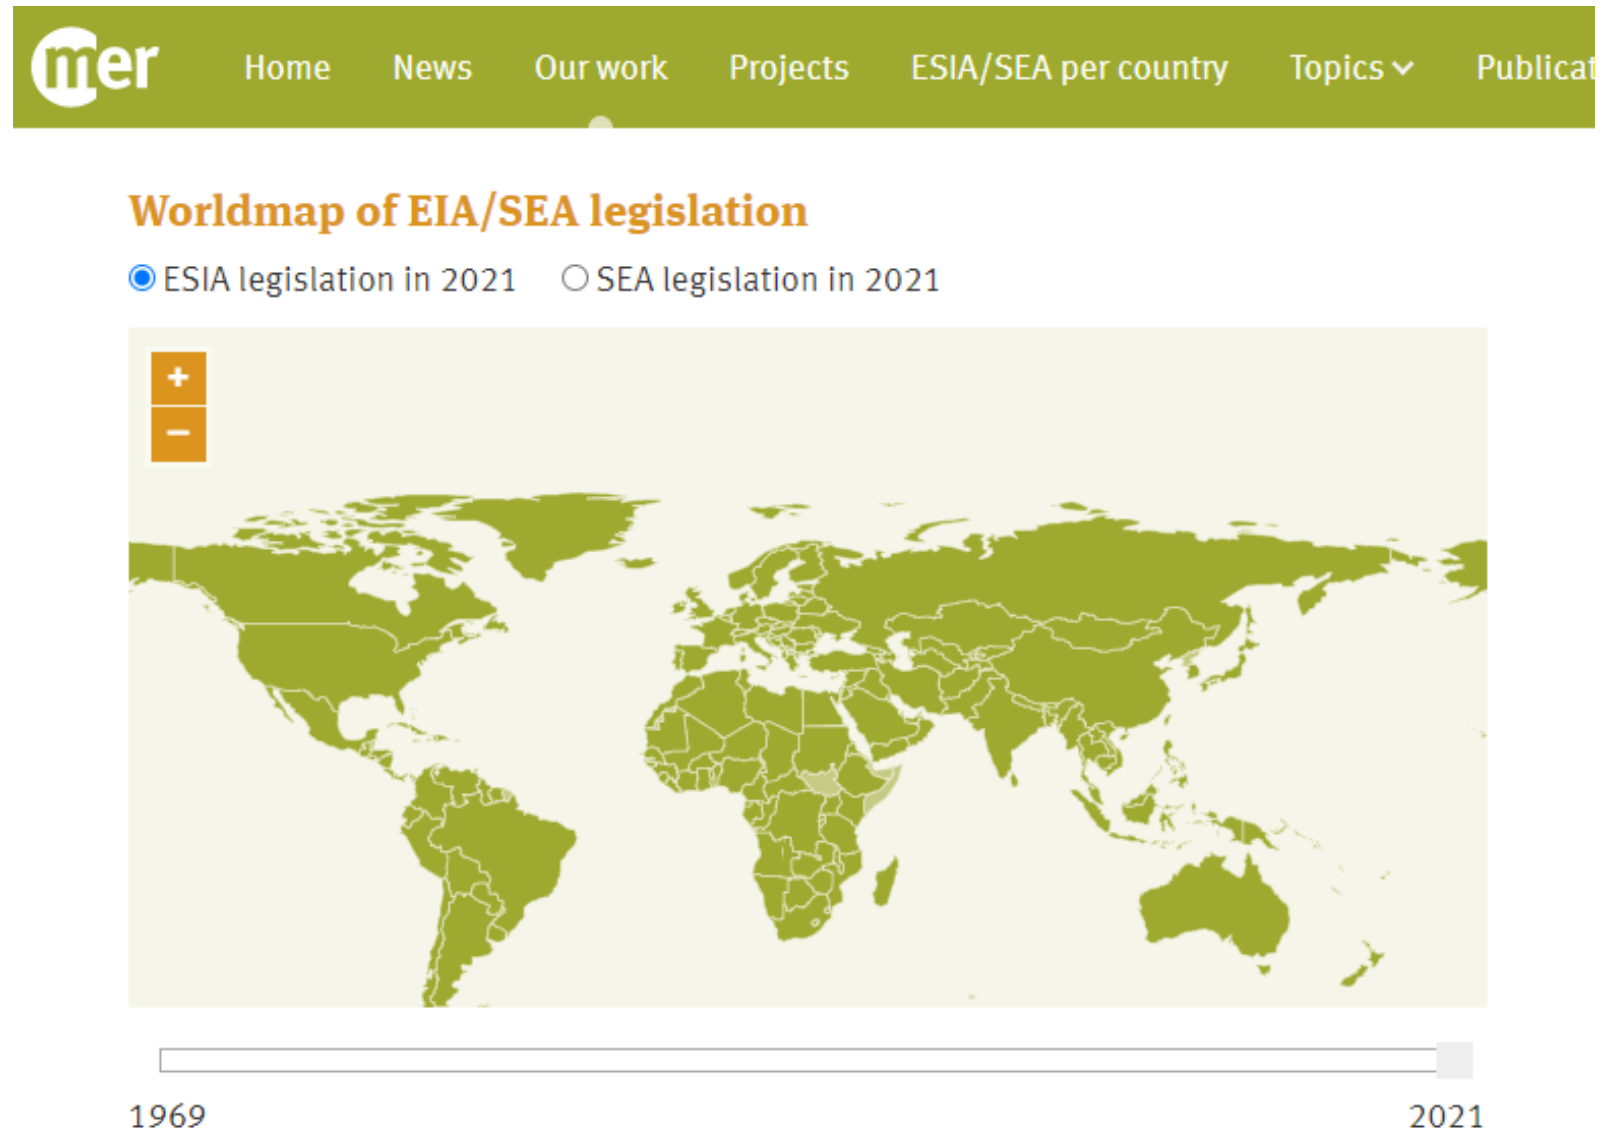 mer Home News Our work Projects ESIA/SEA per country Topics Publicat
Worldmap of EIA/SEA legislation
ESIA legislation in 2021 SEA legislation in 2021
+
−
1969 2021